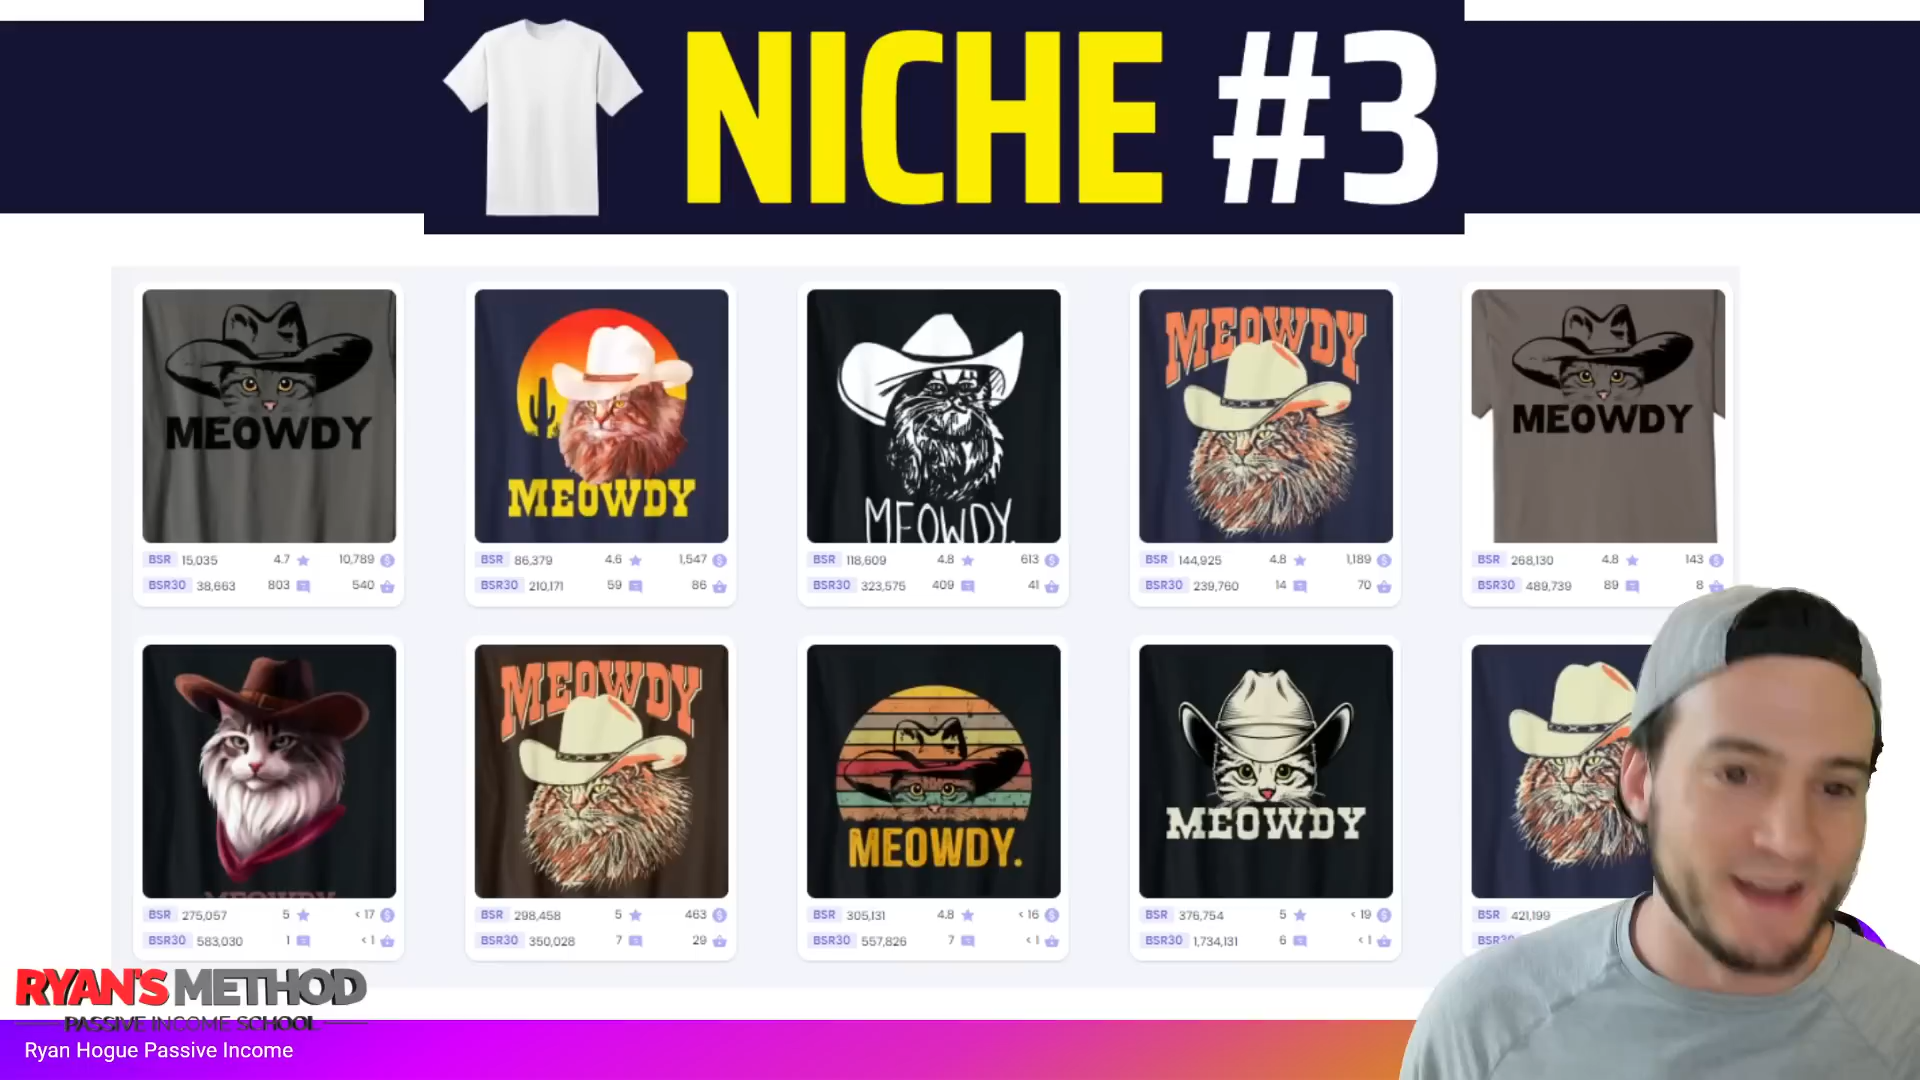 NICHE #3
MEOWDY
MEOWDY
MEOWDY.
MEOWDY
MEOWDY
BSR 15,035 4.7 10,789
BSR30 38,663 803 540
BSR 86,379 4.6 1,547
BSR30 210,171 59 86
BSR 118,609 4.8 613
BSR30 323,575 409 41
BSR 144,925 4.8 1,189
BSR30 239,760 14 70
BSR 268,130 4.8 143
BSR30 489,739 89 8
MEOWDY
MEOWDY
MEOWDY.
MEOWDY
BSR 275,057 5 < 17
BSR30 583,030 1 < 1
BSR 298,458 5 463
BSR30 350,028 7 29
BSR 305,131 4.8 < 16
BSR30 557,826 7 < 1
BSR 376,754 5 < 19
BSR30 1,734,131 6 < 1
BSR 421,199
RYAN'S METHOD
PASSIVE INCOME SCHOOL
Ryan Hogue Passive Income